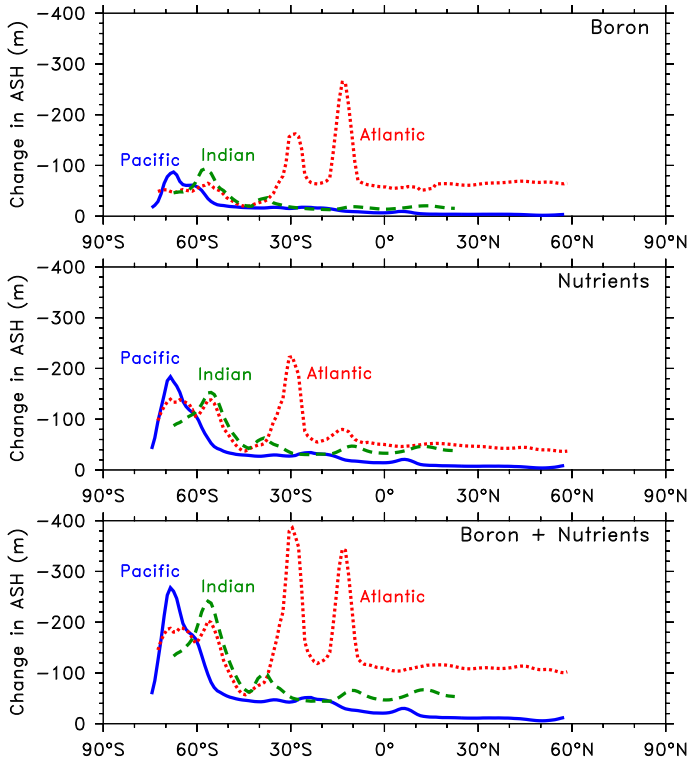 −400
Boron
−300
−200
Atlantic
Pacific
Indian
−100
0
Change in ASH (m)
90°S 60°S 30°S 0° 30°N 60°N 90°N
−400
Nutrients
−300
Pacific
−200
Indian
Atlantic
−100
0
Change in ASH (m)
90°S 60°S 30°S 0° 30°N 60°N 90°N
−400
Boron + Nutrients
−300
Pacific
Indian
Atlantic
−200
−100
0
Change in ASH (m)
90°S 60°S 30°S 0° 30°N 60°N 90°N